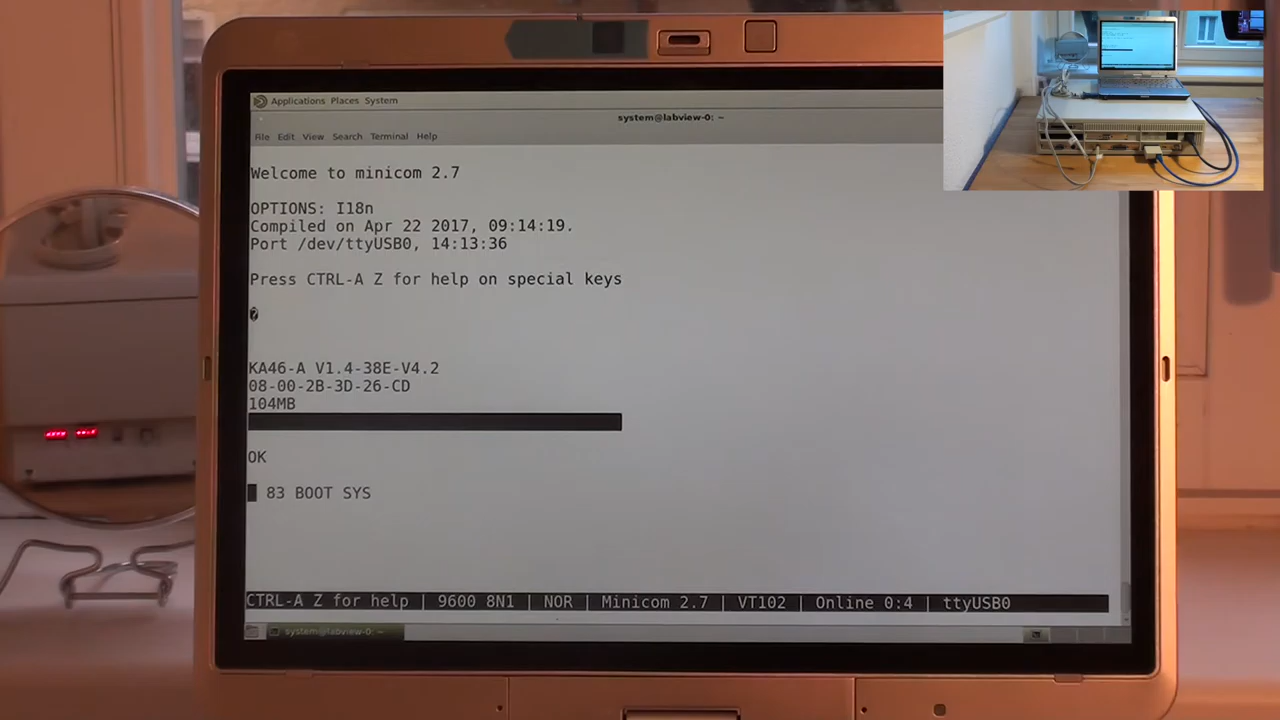 Applications Places System
system@labview-0: ~
File Edit View Search Terminal Help
Welcome to minicom 2.7
OPTIONS: I18n
Compiled on Apr 22 2017, 09:14:19.
Port /dev/ttyUSB0, 14:13:36
Press CTRL-A Z for help on special keys
KA46-A V1.4-38E-V4.2
08-00-2B-3D-26-CD
104MB
OK
83 BOOT SYS
CTRL-A Z for help | 9600 8N1 | NOR | Minicom 2.7 | VT102 | Online 0:4 | ttyUSB0
system@labview-0: ~